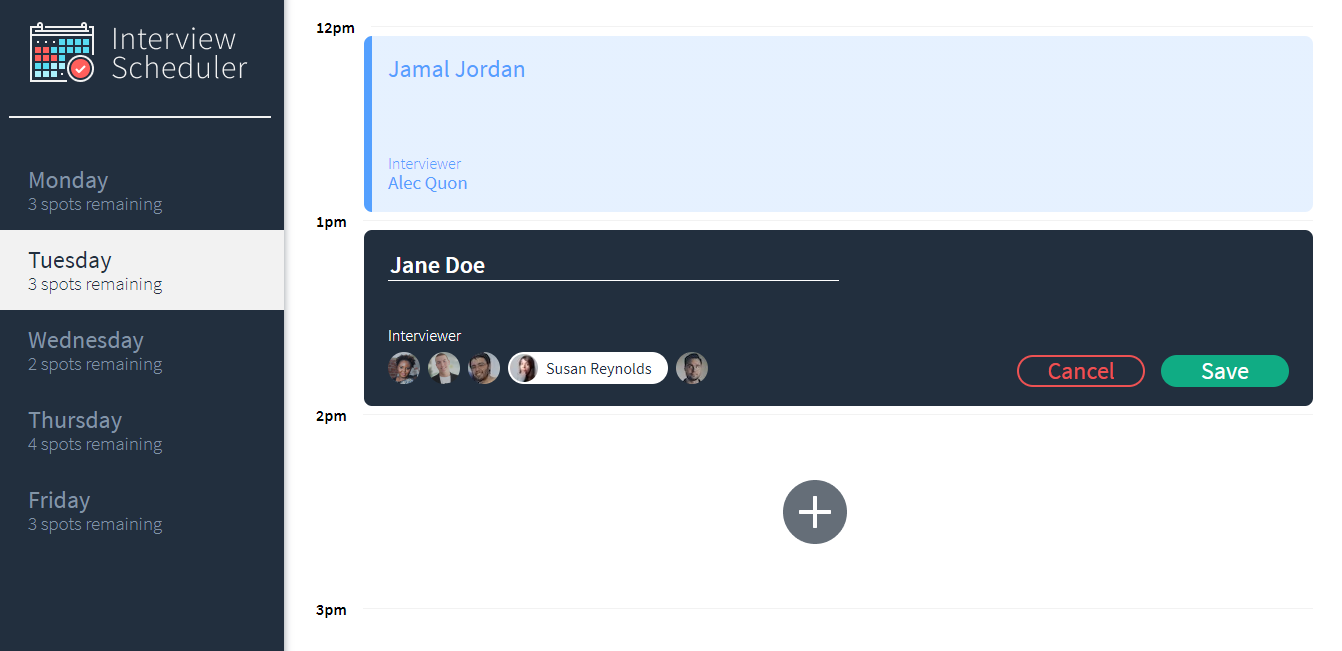 Interview
Scheduler
Monday
3 spots remaining
Tuesday
3 spots remaining
Wednesday
2 spots remaining
Thursday
4 spots remaining
Friday
3 spots remaining
12pm
Jamal Jordan
Interviewer
Alec Quon
1pm
Jane Doe
Interviewer
Susan Reynolds
Cancel
Save
2pm
3pm